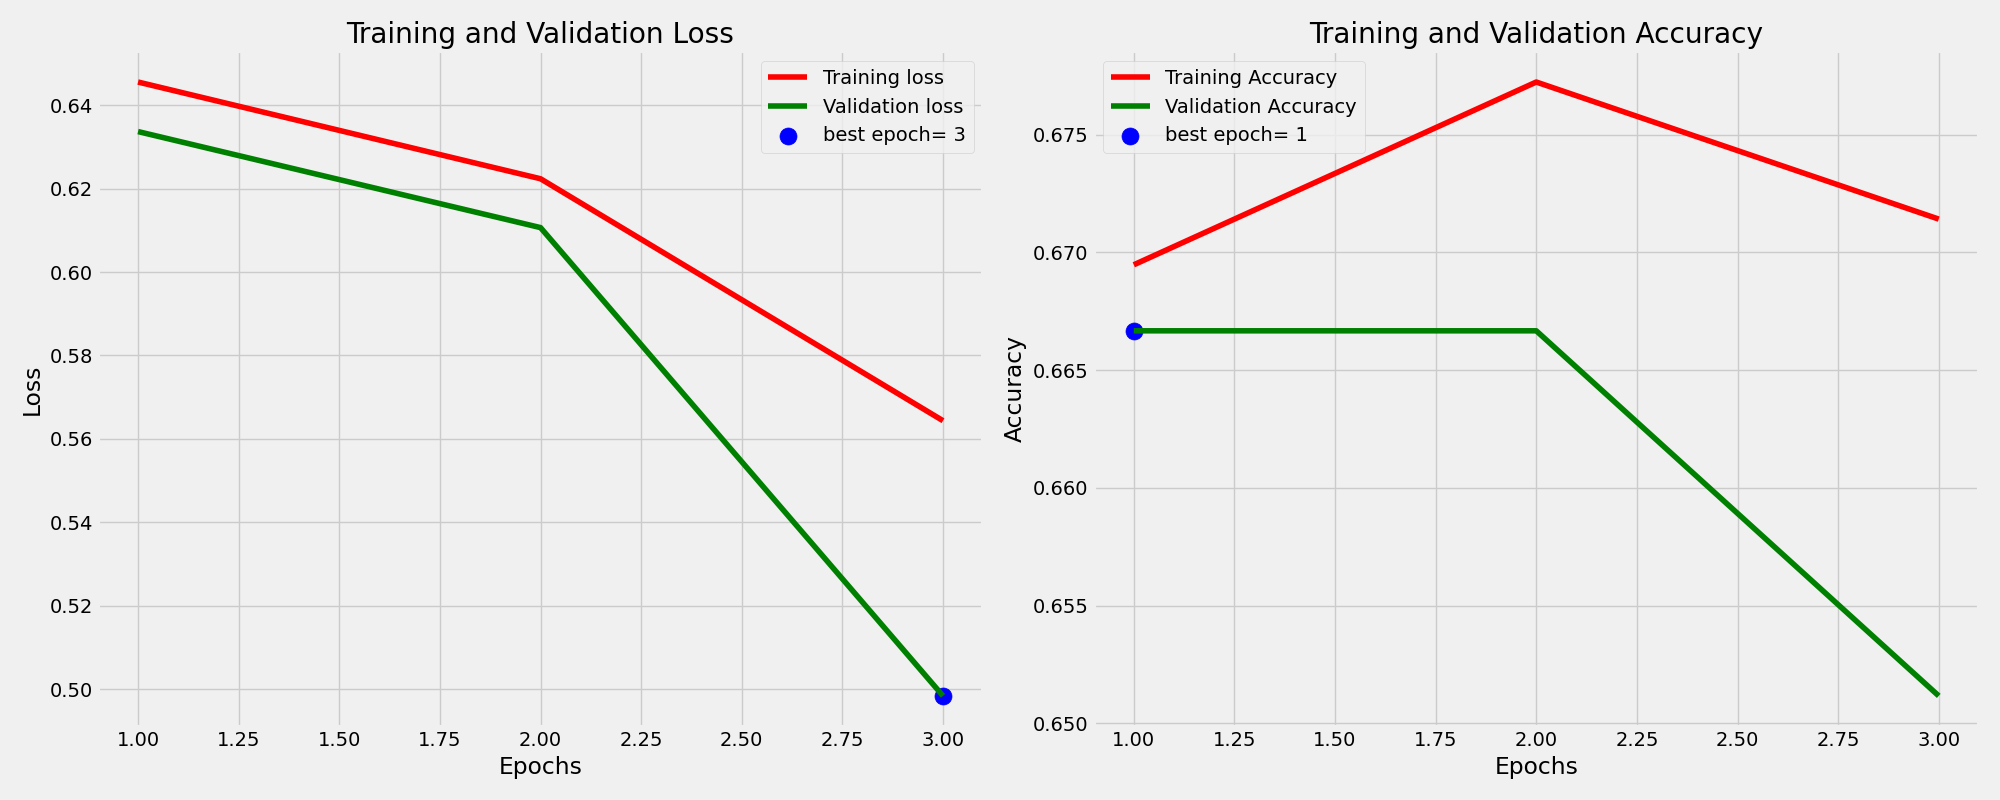 Training and Validation Loss
Training loss
Validation loss
best epoch= 3
0.64
0.62
0.60
0.58
0.56
0.54
0.52
0.50
Loss
1.00 1.25 1.50 1.75 2.00 2.25 2.50 2.75 3.00
Epochs
Training and Validation Accuracy
Training Accuracy
Validation Accuracy
best epoch= 1
0.675
0.670
0.665
0.660
0.655
0.650
Accuracy
1.00 1.25 1.50 1.75 2.00 2.25 2.50 2.75 3.00
Epochs